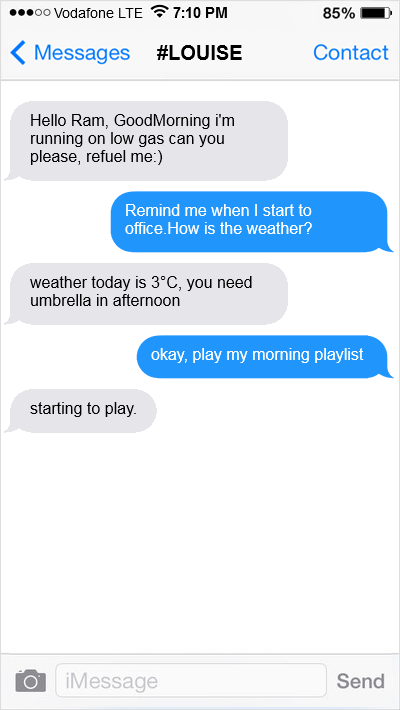 Vodafone LTE 7:10 PM 85%
Messages #LOUISE Contact
Hello Ram, GoodMorning i'm
running on low gas can you
please, refuel me:)
Remind me when I start to
office.How is the weather?
weather today is 3°C, you need
umbrella in afternoon
okay, play my morning playlist
starting to play.
iMessage Send